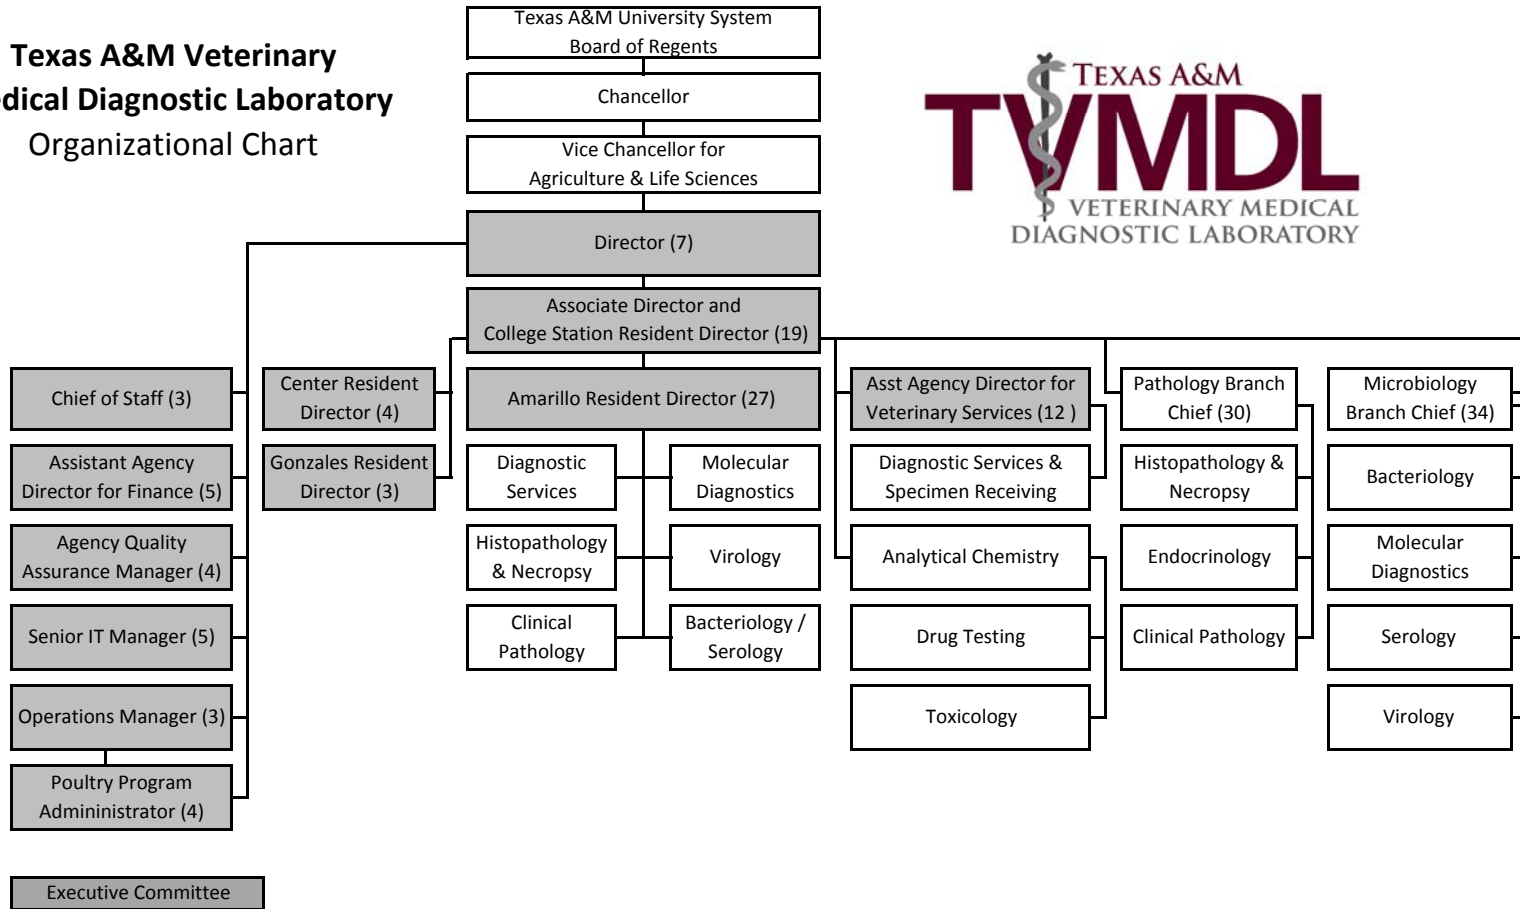 Texas A&M Veterinary
edical Diagnostic Laboratory
Organizational Chart
Texas A&M University System
Board of Regents
Chancellor
Vice Chancellor for
Agriculture & Life Sciences
TEXAS A&M
TVMDL
VETERINARY MEDICAL
DIAGNOSTIC LABORATORY
Director (7)
Associate Director and
College Station Resident Director (19)
Chief of Staff (3)
Assistant Agency
Director for Finance (5)
Agency Quality
Assurance Manager (4)
Senior IT Manager (5)
Operations Manager (3)
Poultry Program
Admininistrator (4)
Center Resident
Director (4)
Gonzales Resident
Director (3)
Amarillo Resident Director (27)
Diagnostic
Services
Molecular
Diagnostics
Histopathology
& Necropsy
Virology
Clinical
Pathology
Bacteriology /
Serology
Asst Agency Director for
Veterinary Services (12 )
Diagnostic Services &
Specimen Receiving
Analytical Chemistry
Drug Testing
Toxicology
Pathology Branch
Chief (30)
Histopathology &
Necropsy
Endocrinology
Clinical Pathology
Microbiology
Branch Chief (34)
Bacteriology
Molecular
Diagnostics
Serology
Virology
Executive Committee